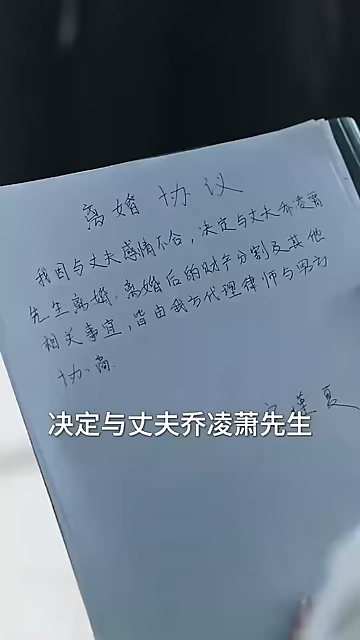 离婚协议
我因与丈夫感情不合，决定与丈夫乔凌萧
先生离婚，离婚后的财产分割及其他
相关事宜，皆由我方代理律师与男方
协商
夏
决定与丈夫乔凌萧先生